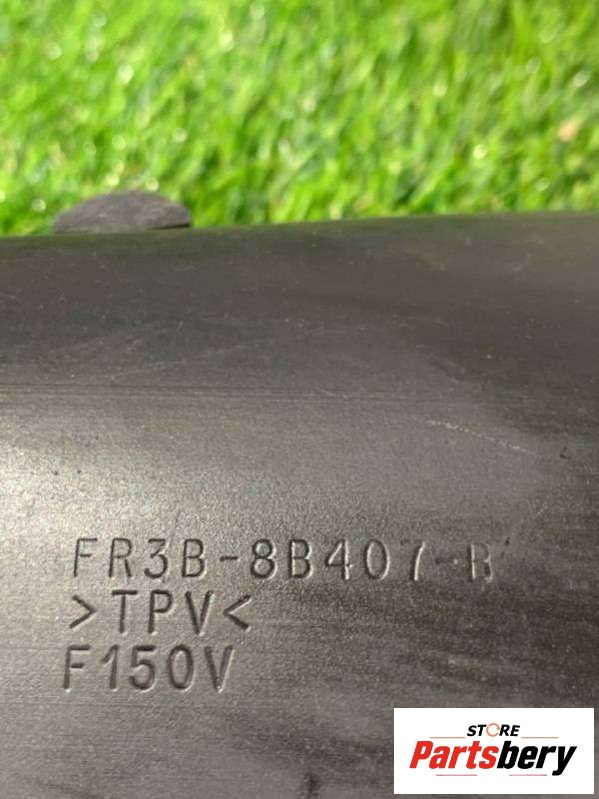 FR3B-8B407-B
>TPV<
F150V
STORE
Partsbery